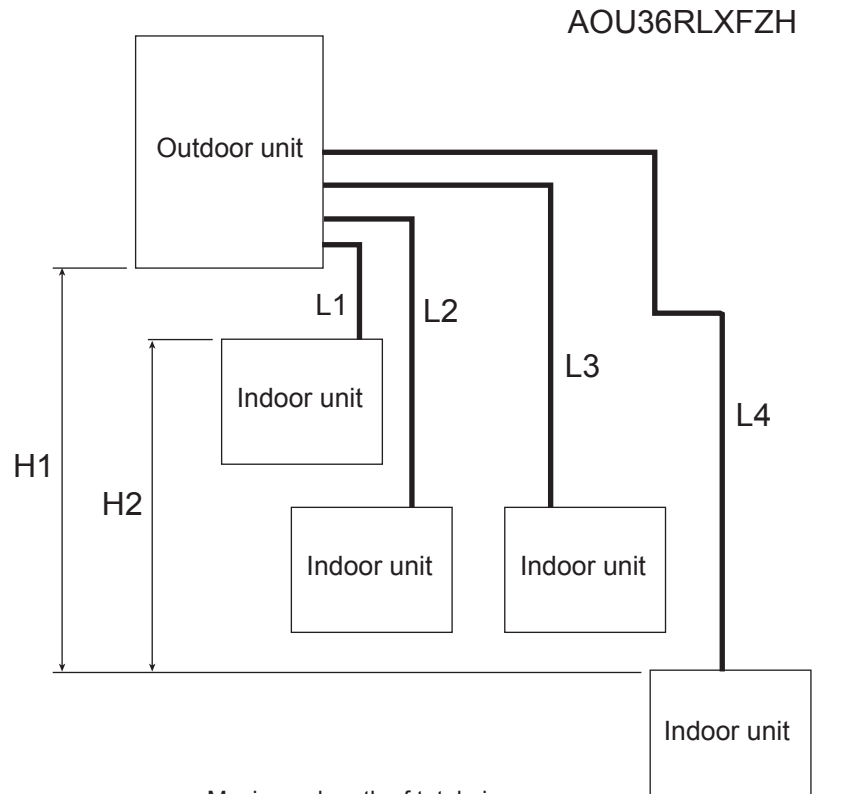 AOU36RLXFZH
Outdoor unit
L1
L2
L3
L4
Indoor unit
H1
H2
Indoor unit
Indoor unit
Indoor unit